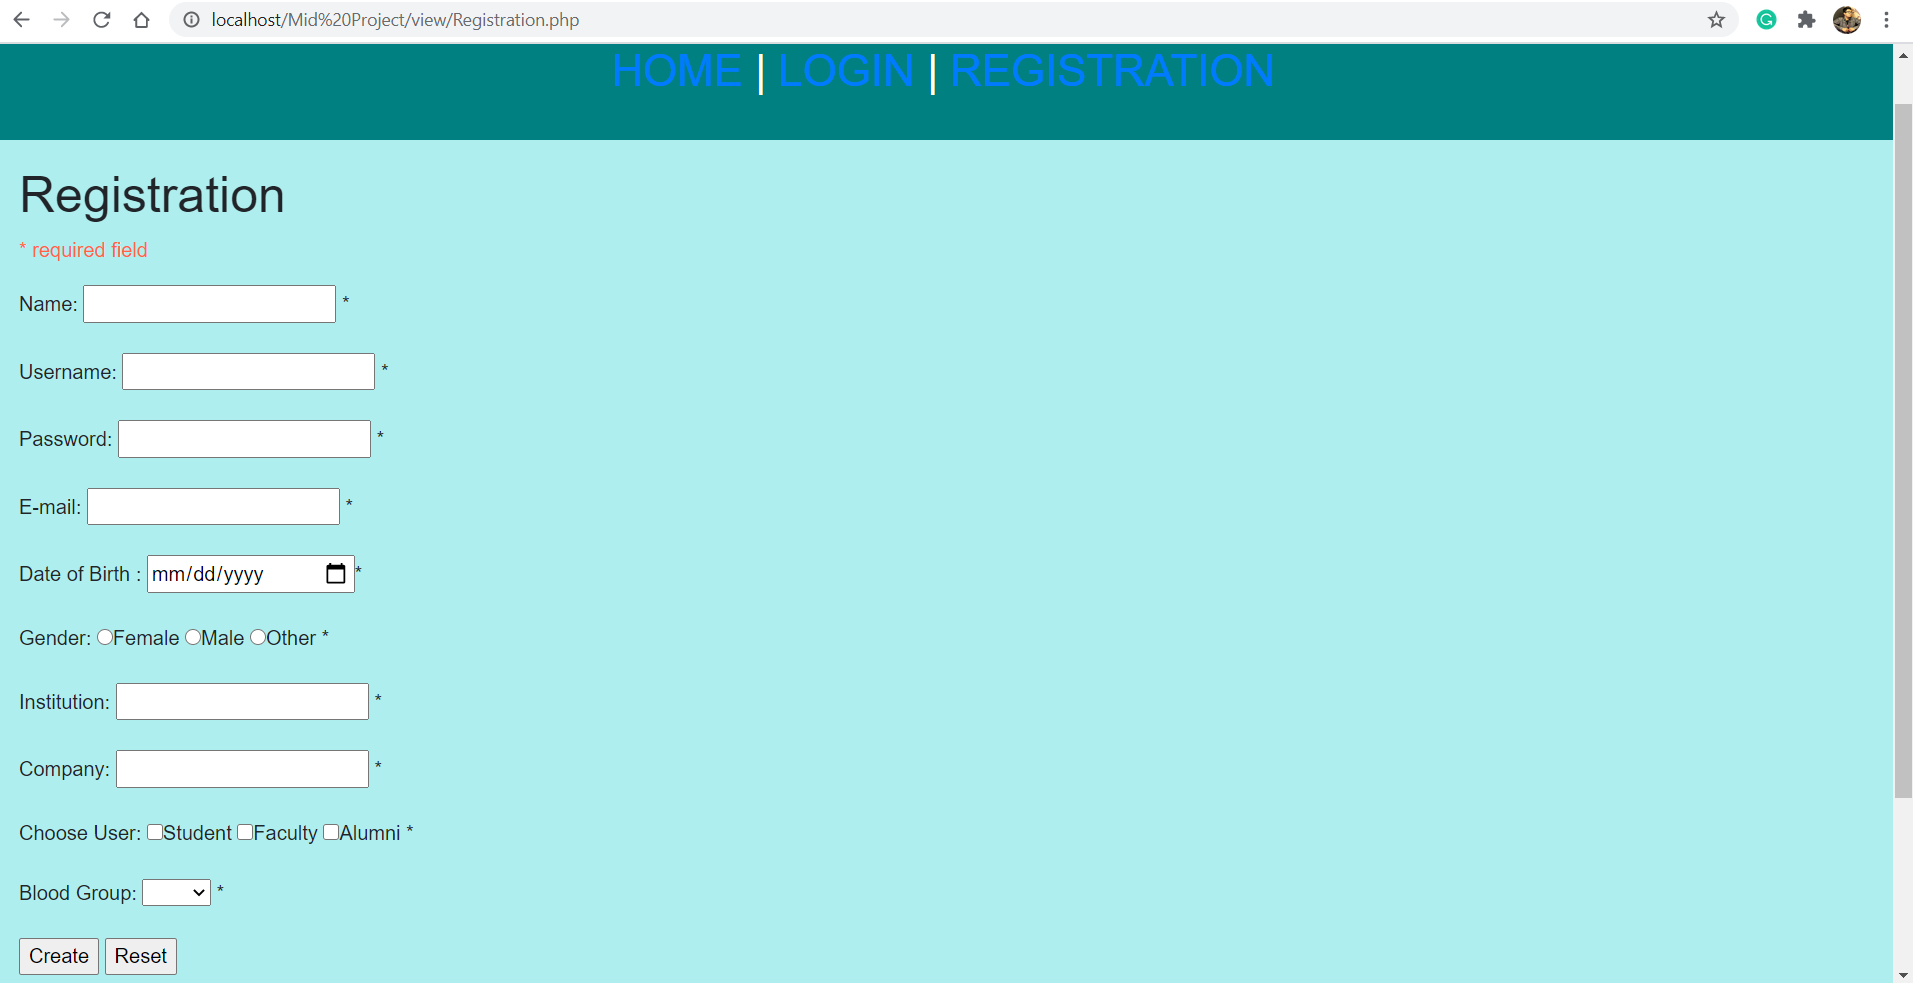 localhost/Mid%20Project/view/Registration.php
HOME | LOGIN | REGISTRATION
Registration
* required field
Name: *
Username: *
Password: *
E-mail: *
Date of Birth : mm/dd/yyyy *
Gender: Female Male Other *
Institution: *
Company: *
Choose User: Student Faculty Alumni *
Blood Group: *
Create Reset